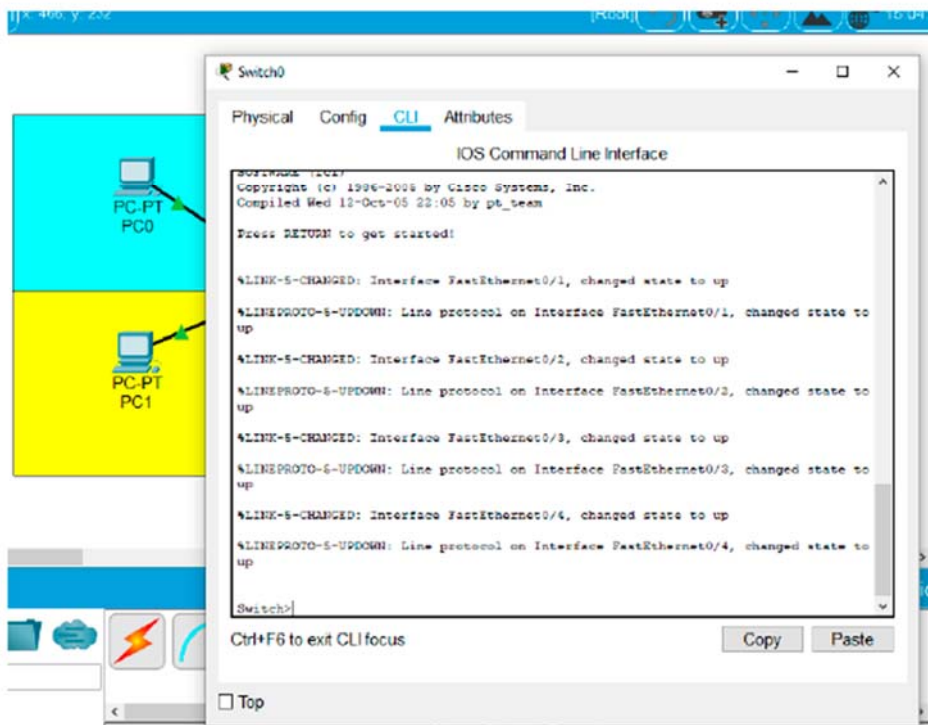 x: 466, y: 232
[Root]
15:04
Switch0
Physical Config CLI Attributes
IOS Command Line Interface
Copyright (c) 1986-2005 by Cisco Systems, Inc.
Compiled Wed 12-Oct-05 22:05 by pt_team
Press RETURN to get started!
%LINK-5-CHANGED: Interface FastEthernet0/1, changed state to up
%LINEPROTO-5-UPDOWN: Line protocol on Interface FastEthernet0/1, changed state to
up
%LINK-5-CHANGED: Interface FastEthernet0/2, changed state to up
%LINEPROTO-5-UPDOWN: Line protocol on Interface FastEthernet0/2, changed state to
up
%LINK-5-CHANGED: Interface FastEthernet0/3, changed state to up
%LINEPROTO-5-UPDOWN: Line protocol on Interface FastEthernet0/3, changed state to
up
%LINK-5-CHANGED: Interface FastEthernet0/4, changed state to up
%LINEPROTO-5-UPDOWN: Line protocol on Interface FastEthernet0/4, changed state to
up
Switch>
Ctrl+F6 to exit CLI focus
Copy Paste
Top
PC-PT
PC0
PC-PT
PC1